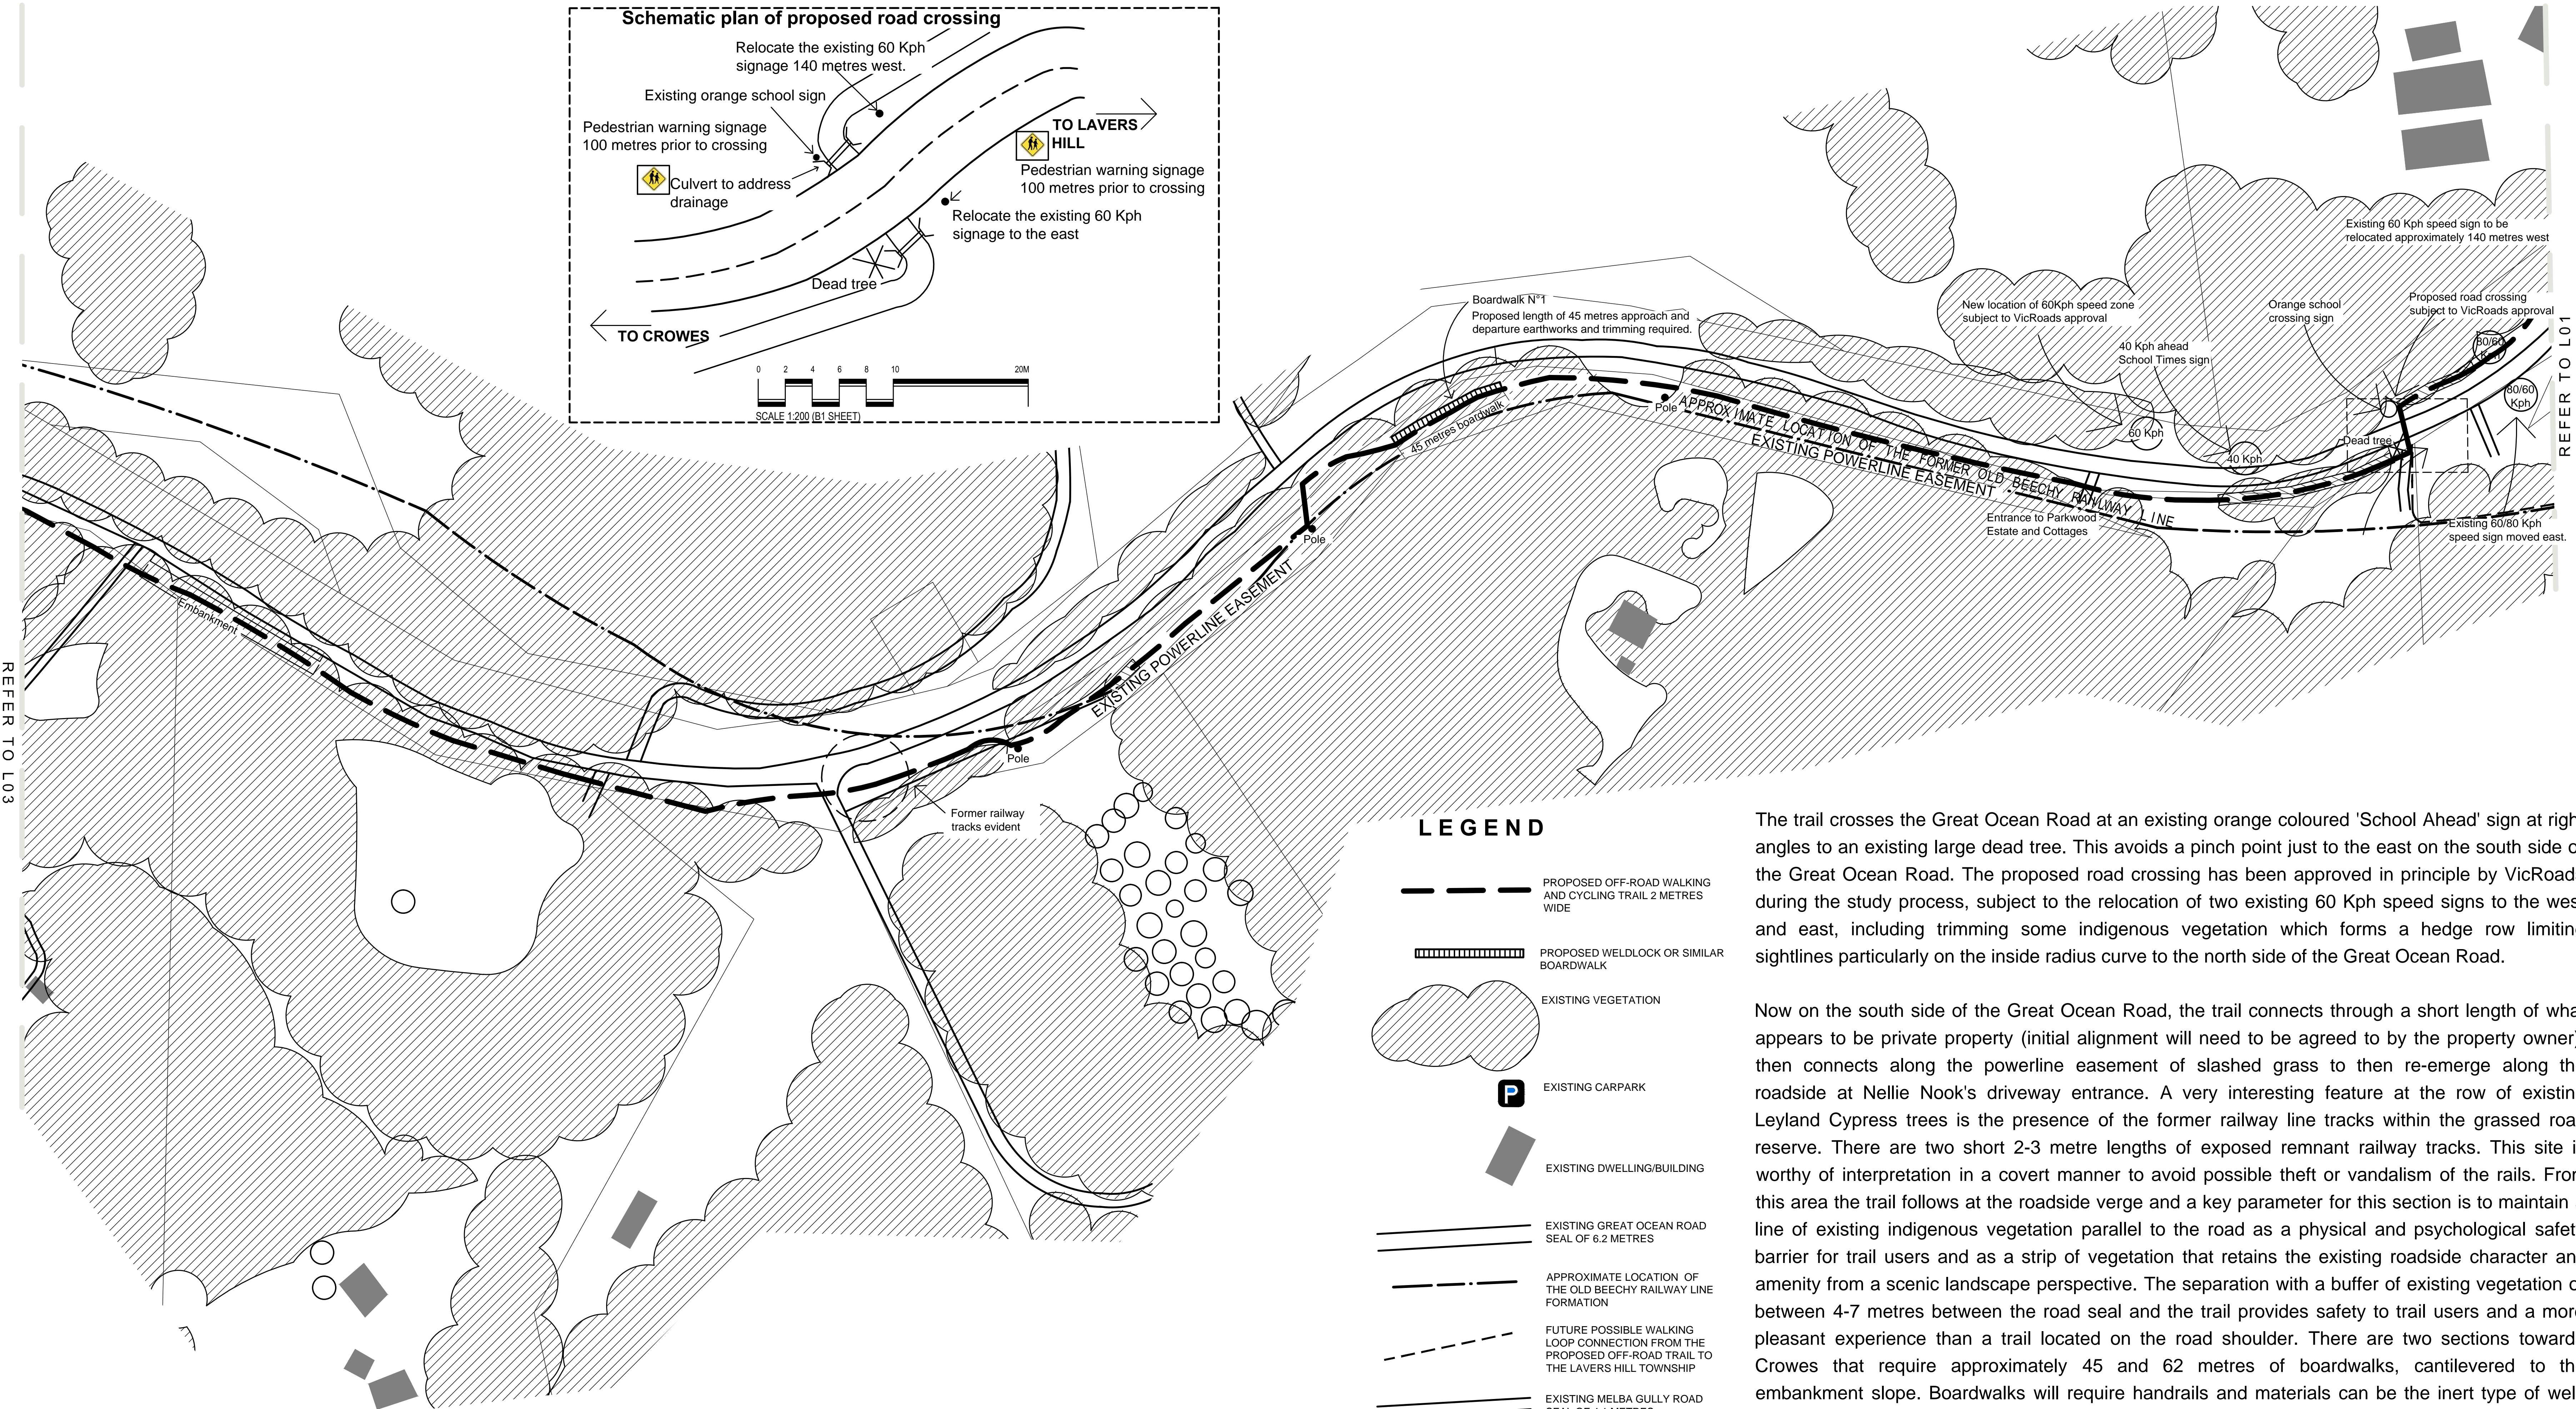 Schematic plan of proposed road crossing
Relocate the existing 60 Kph
signage 140 metres west.
Existing orange school sign
Pedestrian warning signage
100 metres prior to crossing
Culvert to address
drainage
TO LAVERS
HILL
Pedestrian warning signage
100 metres prior to crossing
Relocate the existing 60 Kph
signage to the east
Dead tree
TO CROWES
0 2 4 6 8 10 20M
SCALE 1:200 (B1 SHEET)
Existing 60 Kph speed sign to be
relocated approximately 140 metres west
Boardwalk N°1
Proposed length of 45 metres approach and
departure earthworks and trimming required.
New location of 60Kph speed zone
subject to VicRoads approval
Orange school
crossing sign
Proposed road crossing
subject to VicRoads approval
40 Kph ahead
School Times sign
80/60
Kph
80/60
Kph
REFER TO L01
45 metres boardwalk
Pole
APPROXIMATE LOCATION OF THE FORMER OLD BEECHY RAILWAY LINE
EXISTING POWERLINE EASEMENT
60 Kph
40 Kph
Dead tree
Entrance to Parkwood
Estate and Cottages
Existing 60/80 Kph
speed sign moved east.
Pole
EXISTING POWERLINE EASEMENT
Embankment
REFER TO L03
Pole
Former railway
tracks evident
LEGEND
PROPOSED OFF-ROAD WALKING
AND CYCLING TRAIL 2 METRES
WIDE
PROPOSED WELDLOCK OR SIMILAR
BOARDWALK
EXISTING VEGETATION
P
EXISTING CARPARK
EXISTING DWELLING/BUILDING
EXISTING GREAT OCEAN ROAD
SEAL OF 6.2 METRES
APPROXIMATE LOCATION OF
THE OLD BEECHY RAILWAY LINE
FORMATION
FUTURE POSSIBLE WALKING
LOOP CONNECTION FROM THE
PROPOSED OFF-ROAD TRAIL TO
THE LAVERS HILL TOWNSHIP
EXISTING MELBA GULLY ROAD
The trail crosses the Great Ocean Road at an existing orange coloured 'School Ahead' sign at righ
angles to an existing large dead tree. This avoids a pinch point just to the east on the south side o
the Great Ocean Road. The proposed road crossing has been approved in principle by VicRoad
during the study process, subject to the relocation of two existing 60 Kph speed signs to the wes
and east, including trimming some indigenous vegetation which forms a hedge row limitin
sightlines particularly on the inside radius curve to the north side of the Great Ocean Road.
Now on the south side of the Great Ocean Road, the trail connects through a short length of wha
appears to be private property (initial alignment will need to be agreed to by the property owner)
then connects along the powerline easement of slashed grass to then re-emerge along th
roadside at Nellie Nook's driveway entrance. A very interesting feature at the row of existin
Leyland Cypress trees is the presence of the former railway line tracks within the grassed roa
reserve. There are two short 2-3 metre lengths of exposed remnant railway tracks. This site i
worthy of interpretation in a covert manner to avoid possible theft or vandalism of the rails. Fron
this area the trail follows at the roadside verge and a key parameter for this section is to maintain
line of existing indigenous vegetation parallel to the road as a physical and psychological safet
barrier for trail users and as a strip of vegetation that retains the existing roadside character an
amenity from a scenic landscape perspective. The separation with a buffer of existing vegetation o
between 4-7 metres between the road seal and the trail provides safety to trail users and a mor
pleasant experience than a trail located on the road shoulder. There are two sections toward
Crowes that require approximately 45 and 62 metres of boardwalks, cantilevered to th
embankment slope. Boardwalks will require handrails and materials can be the inert type of wel